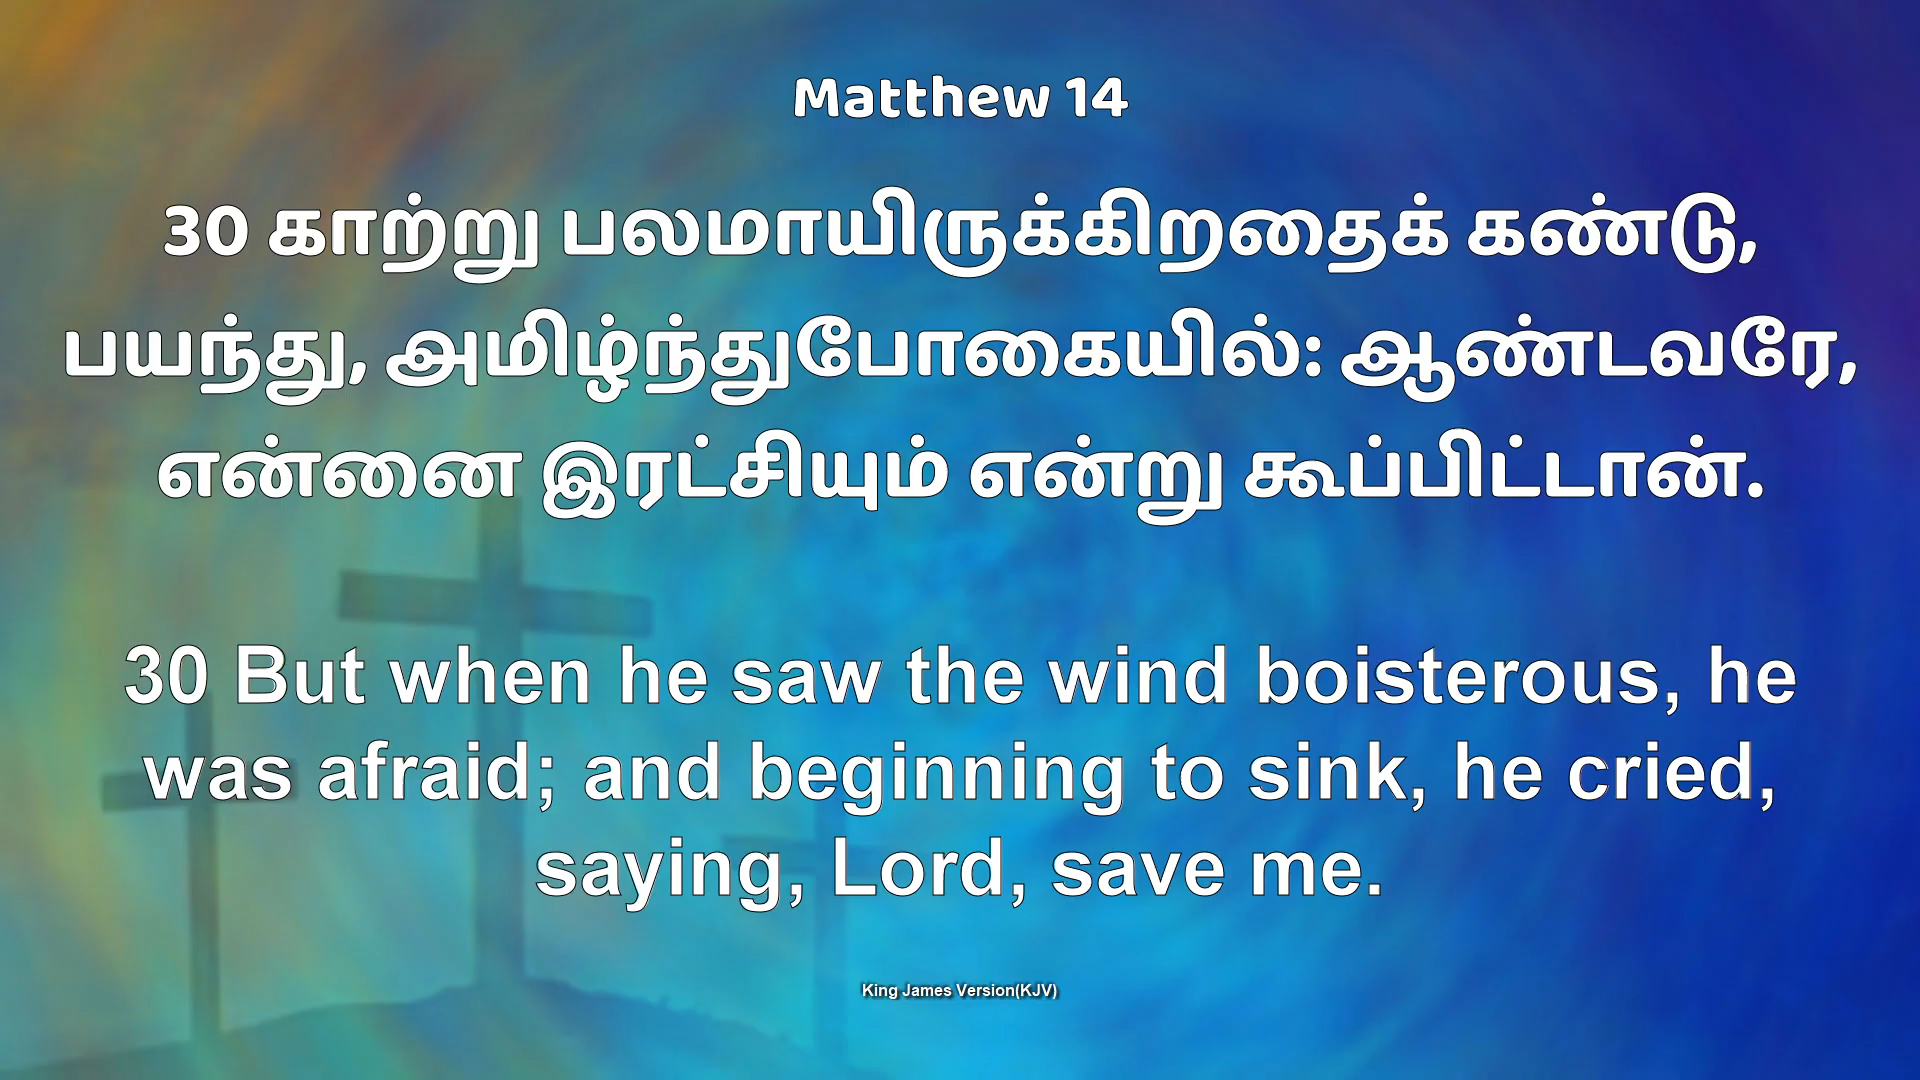 Matthew 14
30 காற்று பலமாயிருக்கிறதைக் கண்டு,
பயந்து, அமிழ்ந்துபோகையில்: ஆண்டவரே,
என்னை இரட்சியும் என்று கூப்பிட்டான்.
30 But when he saw the wind boisterous, he
was afraid; and beginning to sink, he cried,
saying, Lord, save me.
King James Version(KJV)